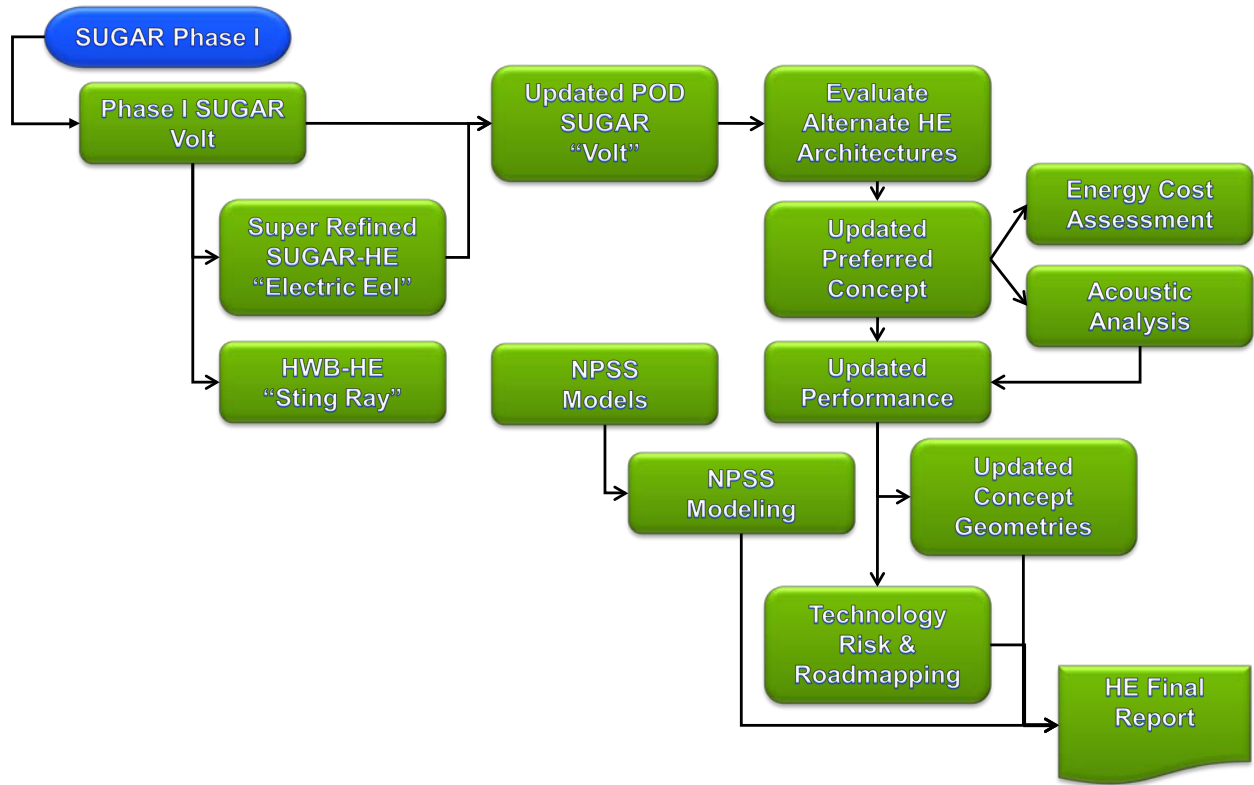 SUGAR Phase I
Phase I SUGAR
Volt
Updated POD
SUGAR
“Volt”
Evaluate
Alternate HE
Architectures
Energy Cost
Assessment
Super Refined
SUGAR-HE
“Electric Eel”
Updated
Preferred
Concept
Acoustic
Analysis
HWB-HE
“Sting Ray”
NPSS
Models
Updated
Performance
NPSS
Modeling
Updated
Concept
Geometries
Technology
Risk &
Roadmapping
HE Final
Report